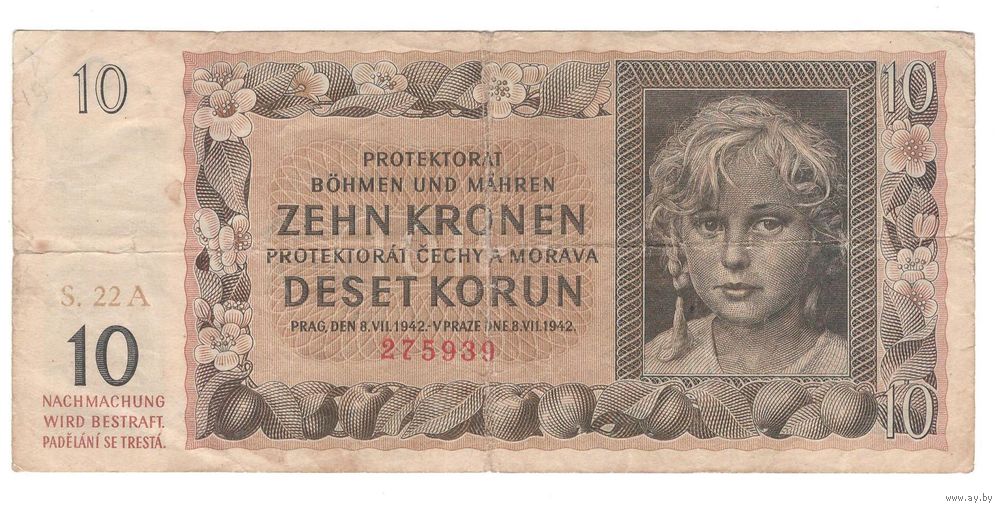 10
10
PROTEKTORAT
BÖHMEN UND MÄHREN
ZEHN KRONEN
PROTEKTORÁT ČECHY A MORAVA
DESET KORUN
PRAG, DEN 8. VII. 1942.-V PRAZE DNE 8. VII. 1942.
275939
S. 22 A
10
NACHMACHUNG
WIRD BESTRAFT.
PADĚLÁNÍ SE TRESTÁ.
10
www.ay.by